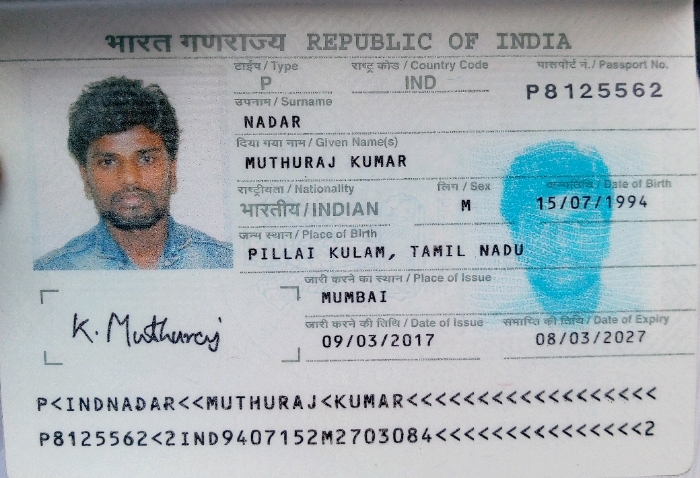 भारत गणराज्य REPUBLIC OF INDIA
टाईप / Type राष्ट्र कोड / Country Code पासपोर्ट नं. / Passport No.
P IND P8125562
उपनाम / Surname
NADAR
दिया गया नाम / Given Name(s)
MUTHURAJ KUMAR
राष्ट्रीयता / Nationality लिंग / Sex जन्मतिथि / Date of Birth
भारतीय / INDIAN M 15/07/1994
जन्म स्थान / Place of Birth
PILLAI KULAM, TAMIL NADU
जारी करने का स्थान / Place of Issue
MUMBAI
जारी करने की तिथि / Date of Issue समाप्ति की तिथि / Date of Expiry
09/03/2017 08/03/2027
K. Muthuraj
P<INDNADAR<<MUTHURAJ<KUMAR<<<<<<<<<<<<<<<<<<
P8125562<2IND9407152M2703084<<<<<<<<<<<<<<<2